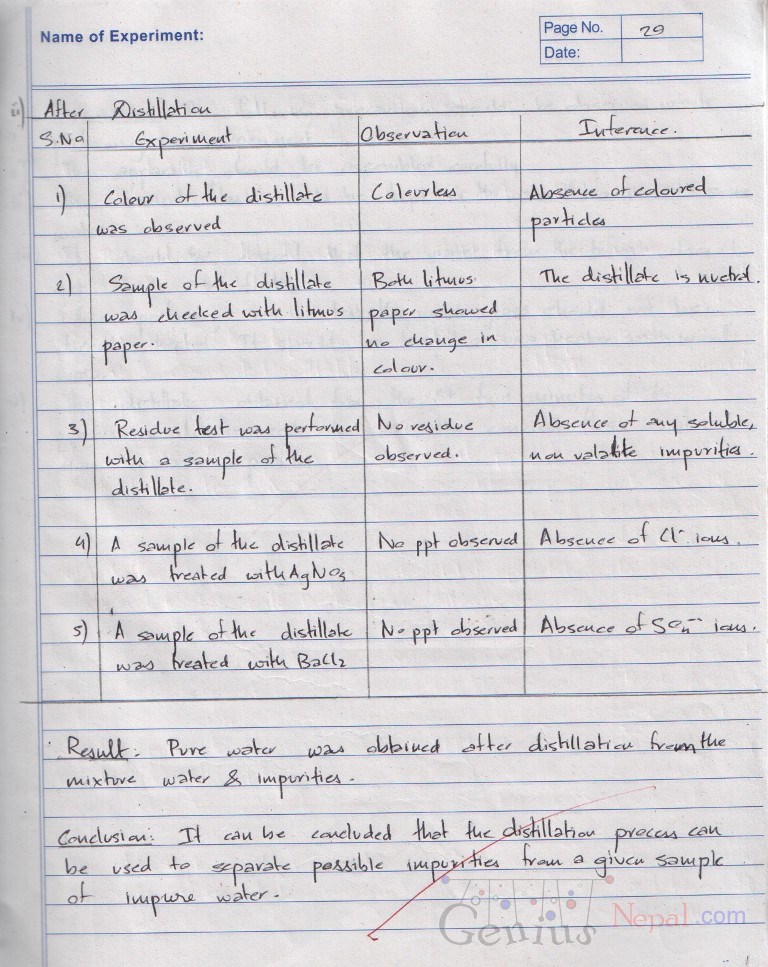 Name of Experiment:
Page No. 29
Date:
ii) After Distillation
S.No Experiment Observation Inference.
1) Colour of the distillate Colourless Absence of coloured
was observed particles
2) Sample of the distillate Both litmus The distillate is nuetral.
was checked with litmus paper showed
paper. no change in
colour.
3) Residue test was performed No residue Absence of any soluble,
with a sample of the observed. non valatite impurities.
distillate.
4) A sample of the distillate No ppt observed Absence of Cl⁻ ions.
was treated with AgNO₃
5) A sample of the distillate No ppt observed Absence of SO₄⁻⁻ ions.
was treated with BaCl₂
Result: Pure water was obtained after distillation from the
mixture water & impurities.
Conclusion: It can be concluded that the distillation process can
be used to separate possible impurities from a given sample
of impure water.
Genius Nepal.com